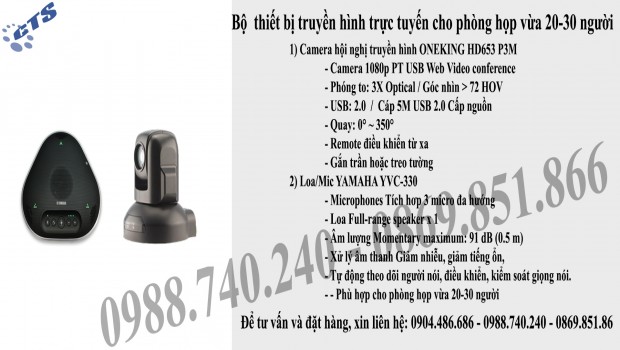 CTS
Bộ thiết bị truyền hình trực tuyến cho phòng họp vừa 20-30 người
1) Camera hội nghị truyền hình ONEKING HD653 P3M
- Camera 1080p PT USB Web Video conference
- Phóng to: 3X Optical / Góc nhìn > 72 HOV
- USB: 2.0 / Cáp 5M USB 2.0 Cấp nguồn
- Quay: 0° ~ 350°
- Remote điều khiển từ xa
- Gắn trần hoặc treo tường
2) Loa/Mic YAMAHA YVC-330
- Microphones Tích hợp 3 micro đa hướng
- Loa Full-range speaker x 1
- Âm lượng Momentary maximum: 91 dB (0.5 m)
- Xử lý âm thanh Giảm nhiễu, giảm tiếng ồn,
- Tự động theo dõi người nói, điều khiển, kiểm soát giọng nói.
- - Phù hợp cho phòng họp vừa 20-30 người
Để tư vấn và đặt hàng, xin liên hệ: 0904.486.686 - 0988.740.240 - 0869.851.86
0988.740.240 - 0869.851.866
YAMAHA